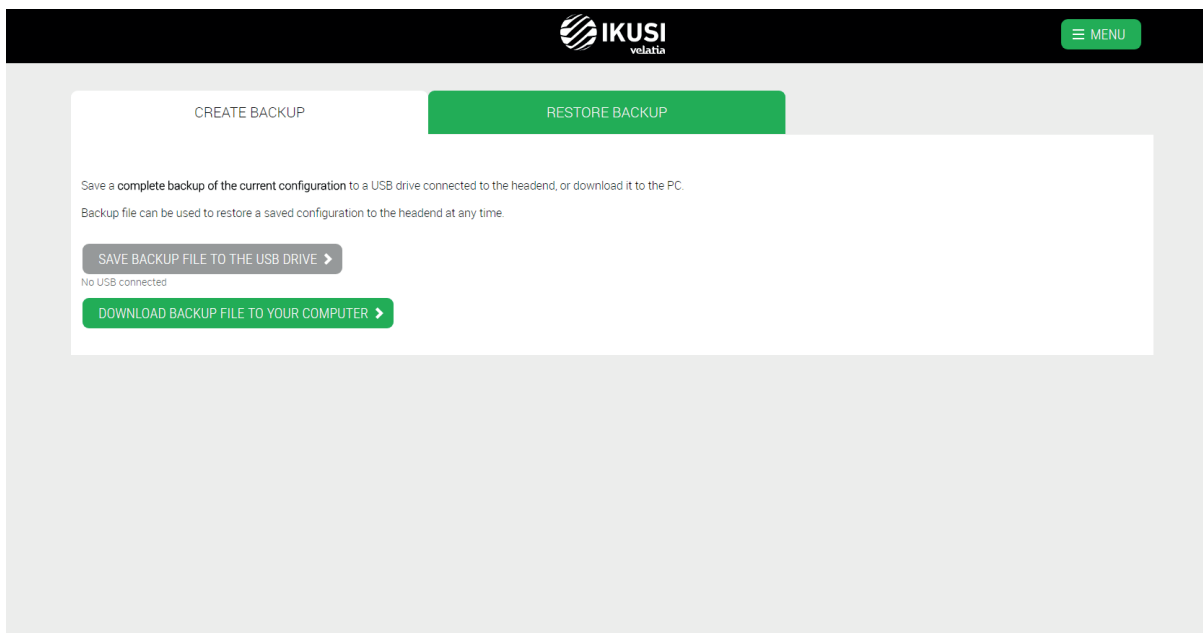 IKUSI
velatia
MENU
CREATE BACKUP
RESTORE BACKUP
Save a complete backup of the current configuration to a USB drive connected to the headend, or download it to the PC.
Backup file can be used to restore a saved configuration to the headend at any time.
SAVE BACKUP FILE TO THE USB DRIVE
No USB connected
DOWNLOAD BACKUP FILE TO YOUR COMPUTER